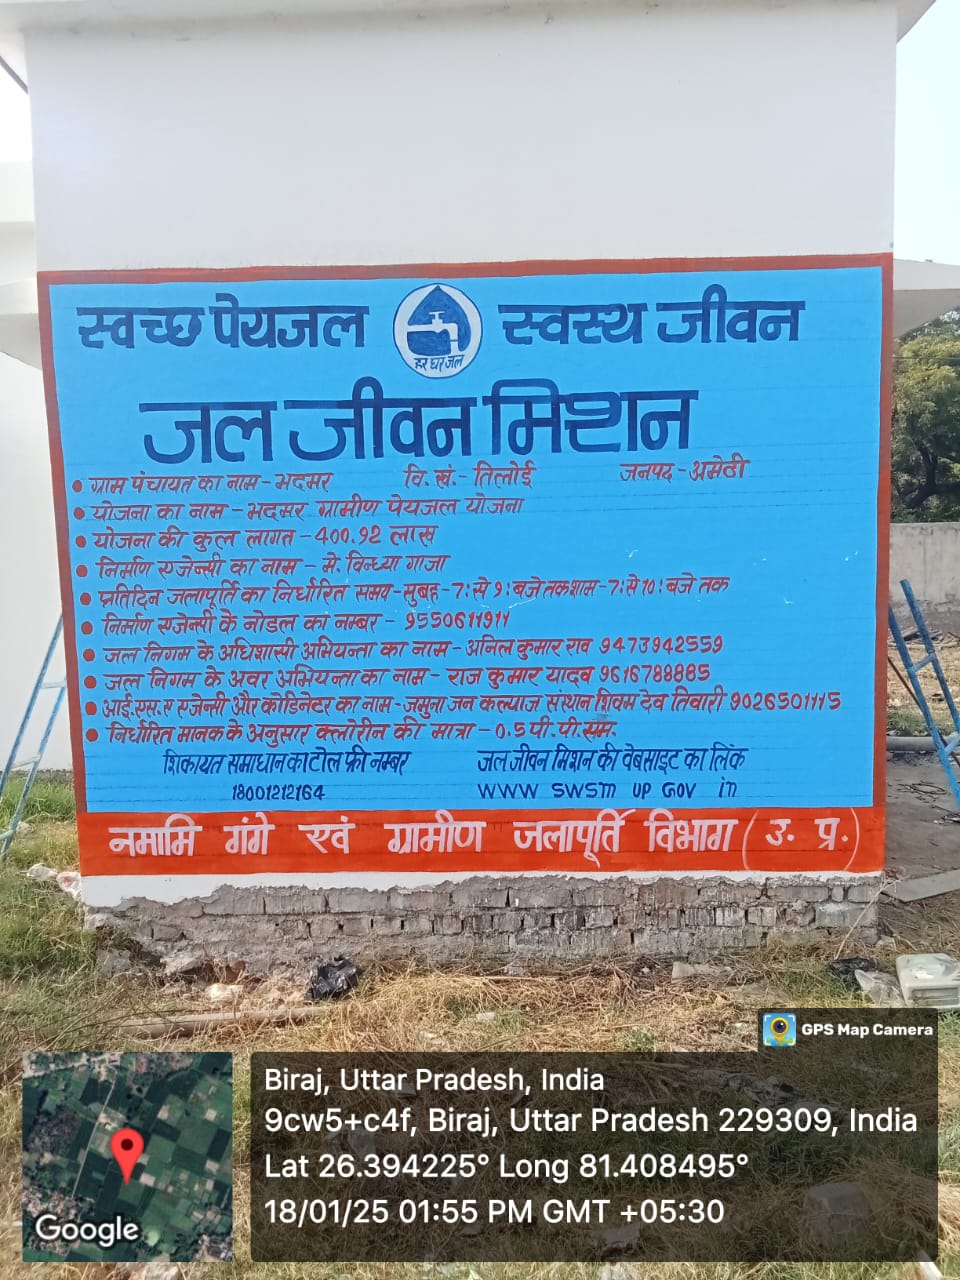 स्वच्छ पेयजल स्वस्थ जीवन
हर घर जल
जल जीवन मिशन
ग्राम पंचायत का नाम - भदमर वि. खं. - तिलोई जनपद - अमेठी
योजना का नाम - भदमर ग्रामीण पेयजल योजना
योजना की कुल लागत - 400.92 लाख
निर्माण एजेन्सी का नाम - मे. विन्ध्या गाजा
प्रतिदिन जलापूर्ति का निर्धारित समय - सुबह - 7: से 9: बजे तक शाम - 7: से 10: बजे तक
निर्माण एजेन्सी के नोडल का नम्बर - 9550611911
जल निगम के अधिशासी अभियन्ता का नाम - अनिल कुमार राव 9473942559
जल निगम के अवर अभियन्ता का नाम - राज कुमार यादव 9616788885
आई.एस.ए एजेन्सी और कोडिनेटर का नाम - जमुना जन कल्याज संस्थान शिवम देव तिवारी 9026501115
निर्धारित मानक के अनुसार क्लोरीन की मात्रा - 0.5 पी.पी.एम.
शिकायत समाधान का टोल फ्री नम्बर जल जीवन मिशन की वेबसाइट का लिंक
18001212164 WWW SWSM UP GOV in
नमामि गंगे एवं ग्रामीण जलापूर्ति विभाग (उ. प्र.)
GPS Map Camera
Biraj, Uttar Pradesh, India
9cw5+c4f, Biraj, Uttar Pradesh 229309, India
Lat 26.394225° Long 81.408495°
18/01/25 01:55 PM GMT +05:30
Google